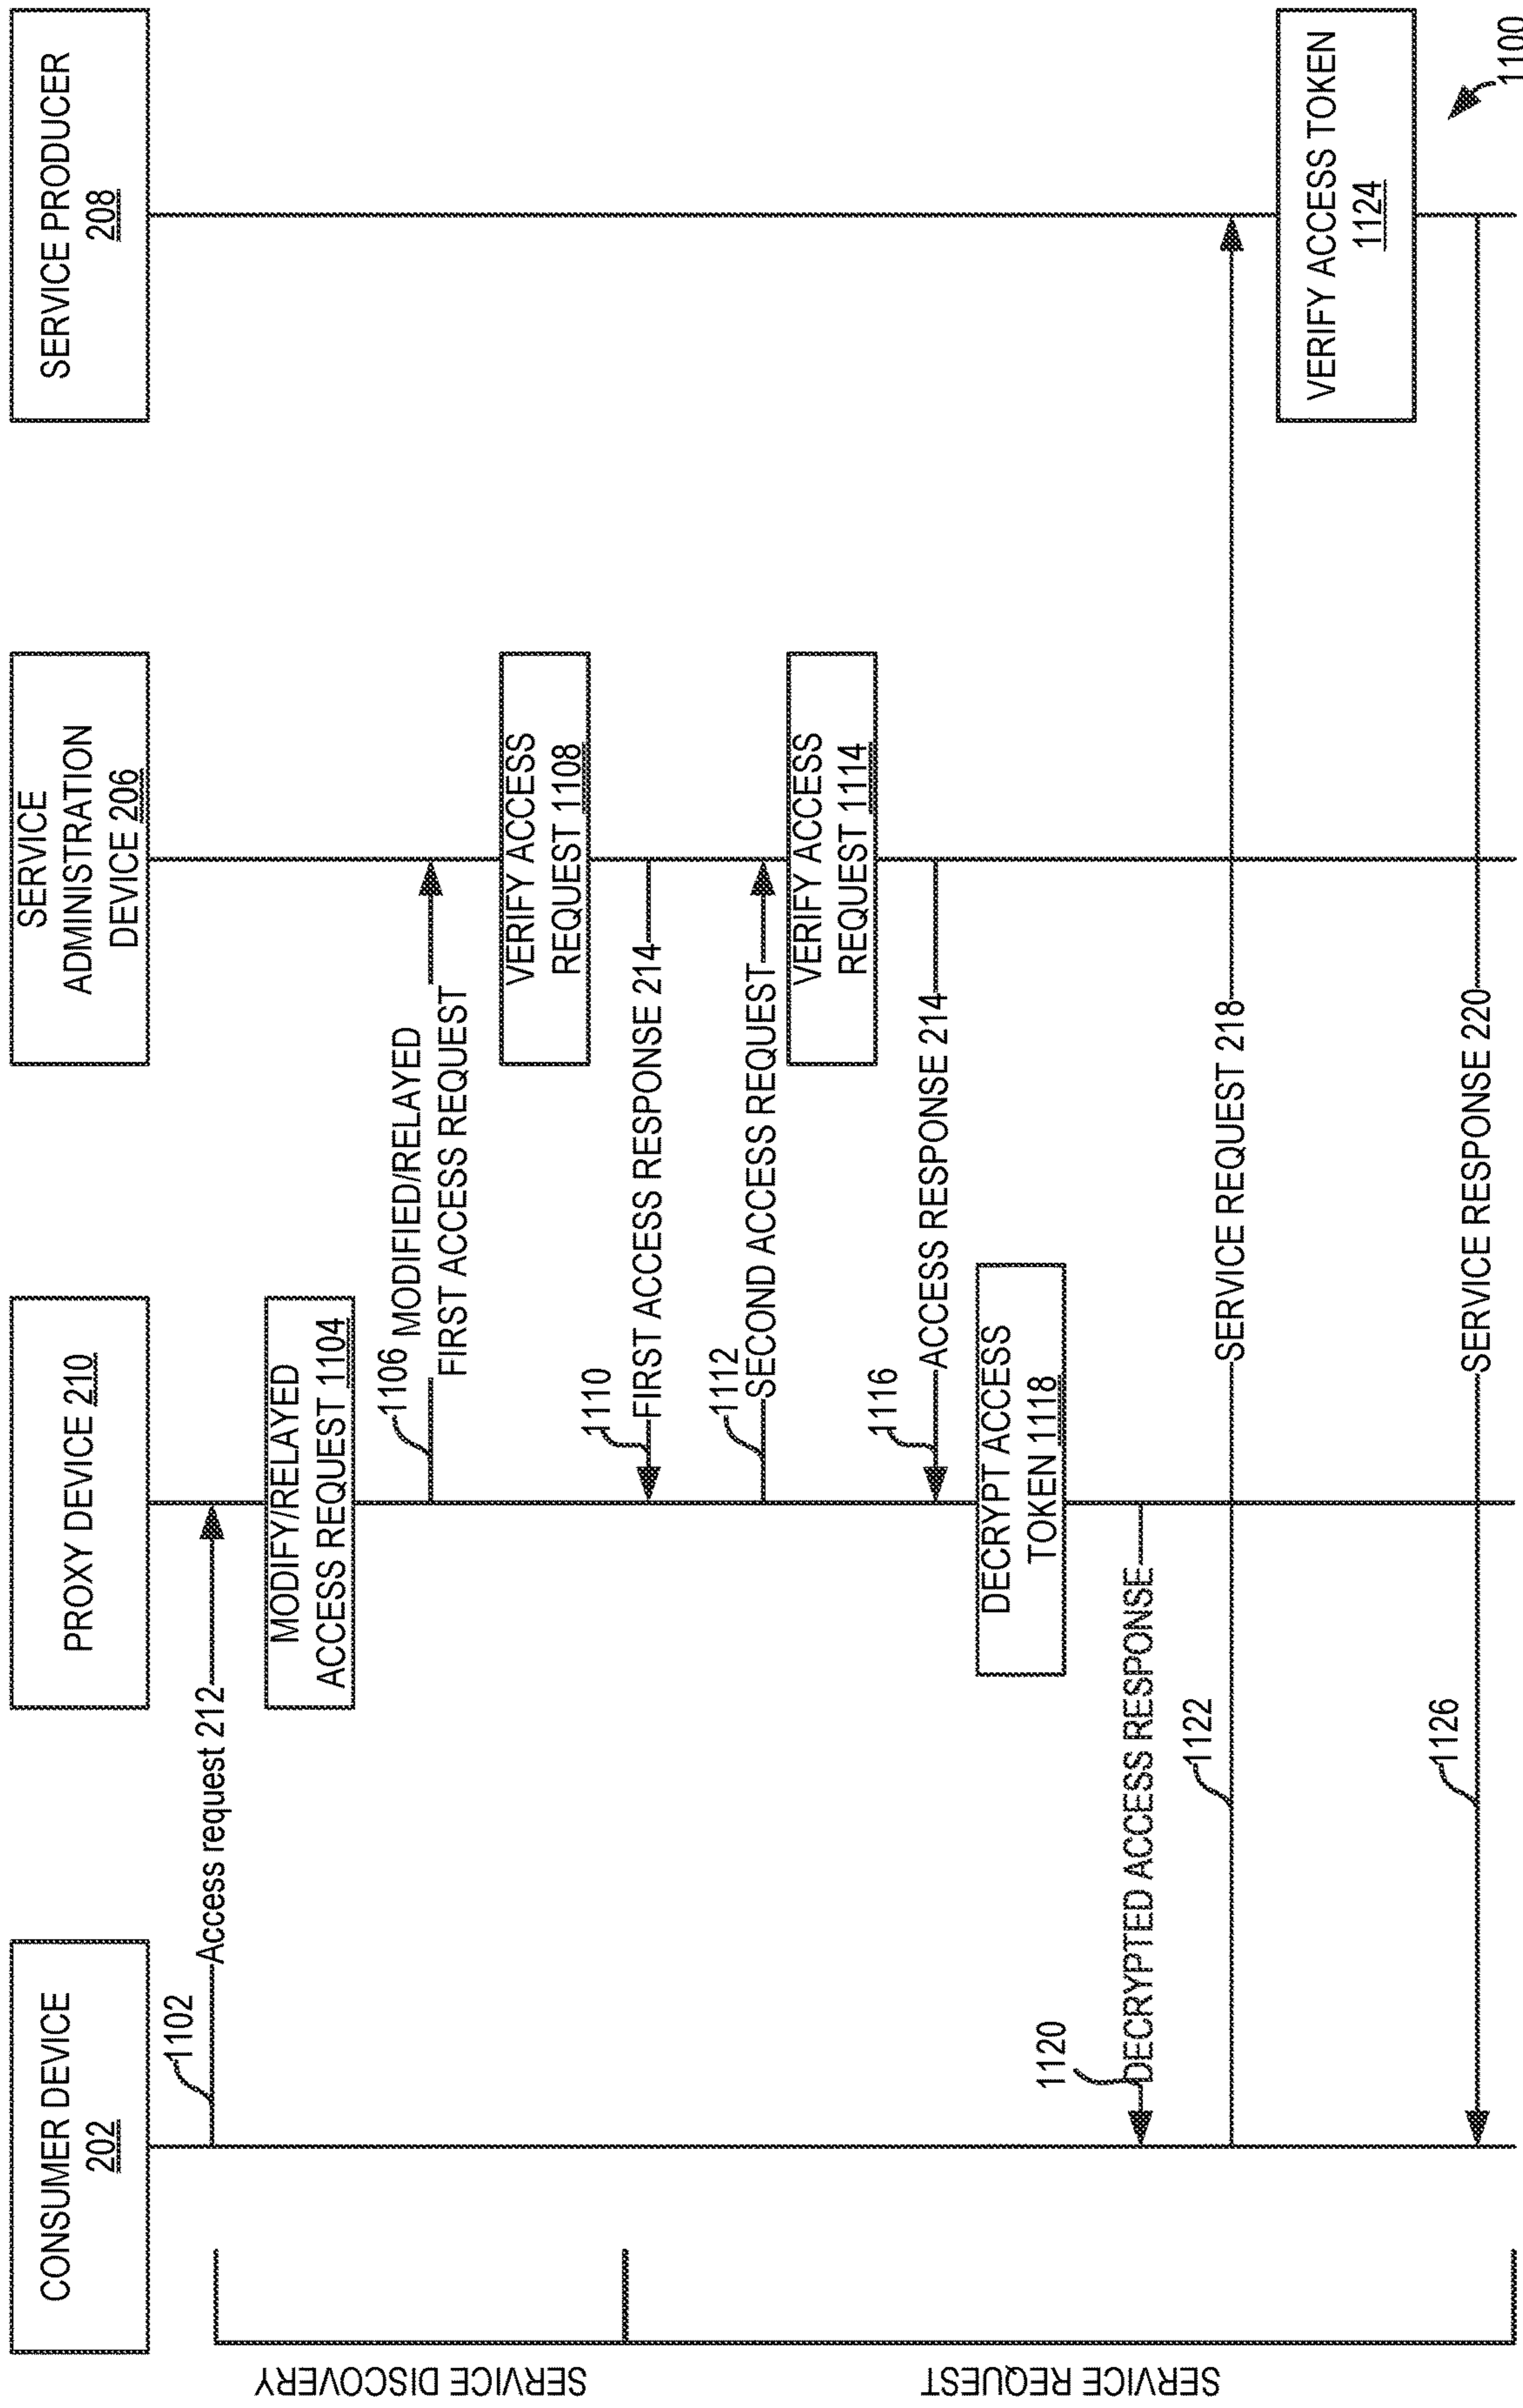 CONSUMER DEVICE
202
PROXY DEVICE 210
SERVICE
ADMINISTRATION
DEVICE 206
SERVICE PRODUCER
208
1102
Access request 212
MODIFY/RELAYED
ACCESS REQUEST 1104
1106
MODIFIED/RELAYED
FIRST ACCESS REQUEST
VERIFY ACCESS
REQUEST 1108
1110
FIRST ACCESS RESPONSE 214
1112
SECOND ACCESS REQUEST
VERIFY ACCESS
REQUEST 1114
1116
ACCESS RESPONSE 214
DECRYPT ACCESS
TOKEN 1118
1120
DECRYPTED ACCESS RESPONSE
1122
SERVICE REQUEST 218
VERIFY ACCESS TOKEN
1124
1126
SERVICE RESPONSE 220
1100
SERVICE DISCOVERY
SERVICE REQUEST